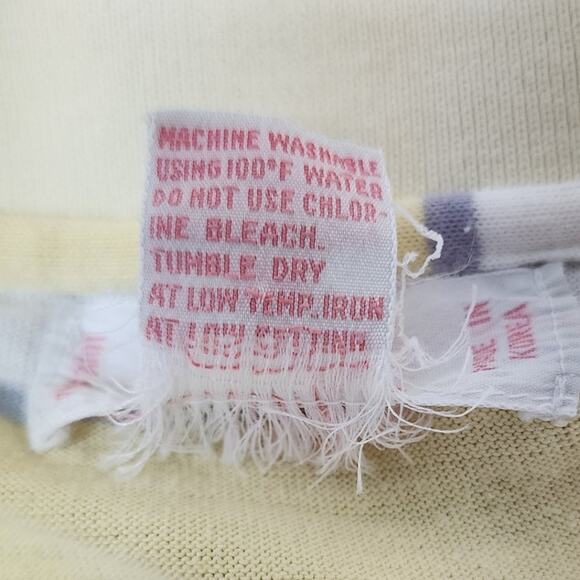 MACHINE WASHABLE
USING 100°F WATER
DO NOT USE CHLOR-
INE BLEACH.
TUMBLE DRY
AT LOW TEMP. IRON
AT LOW SETTING
MADE IN
KOREA